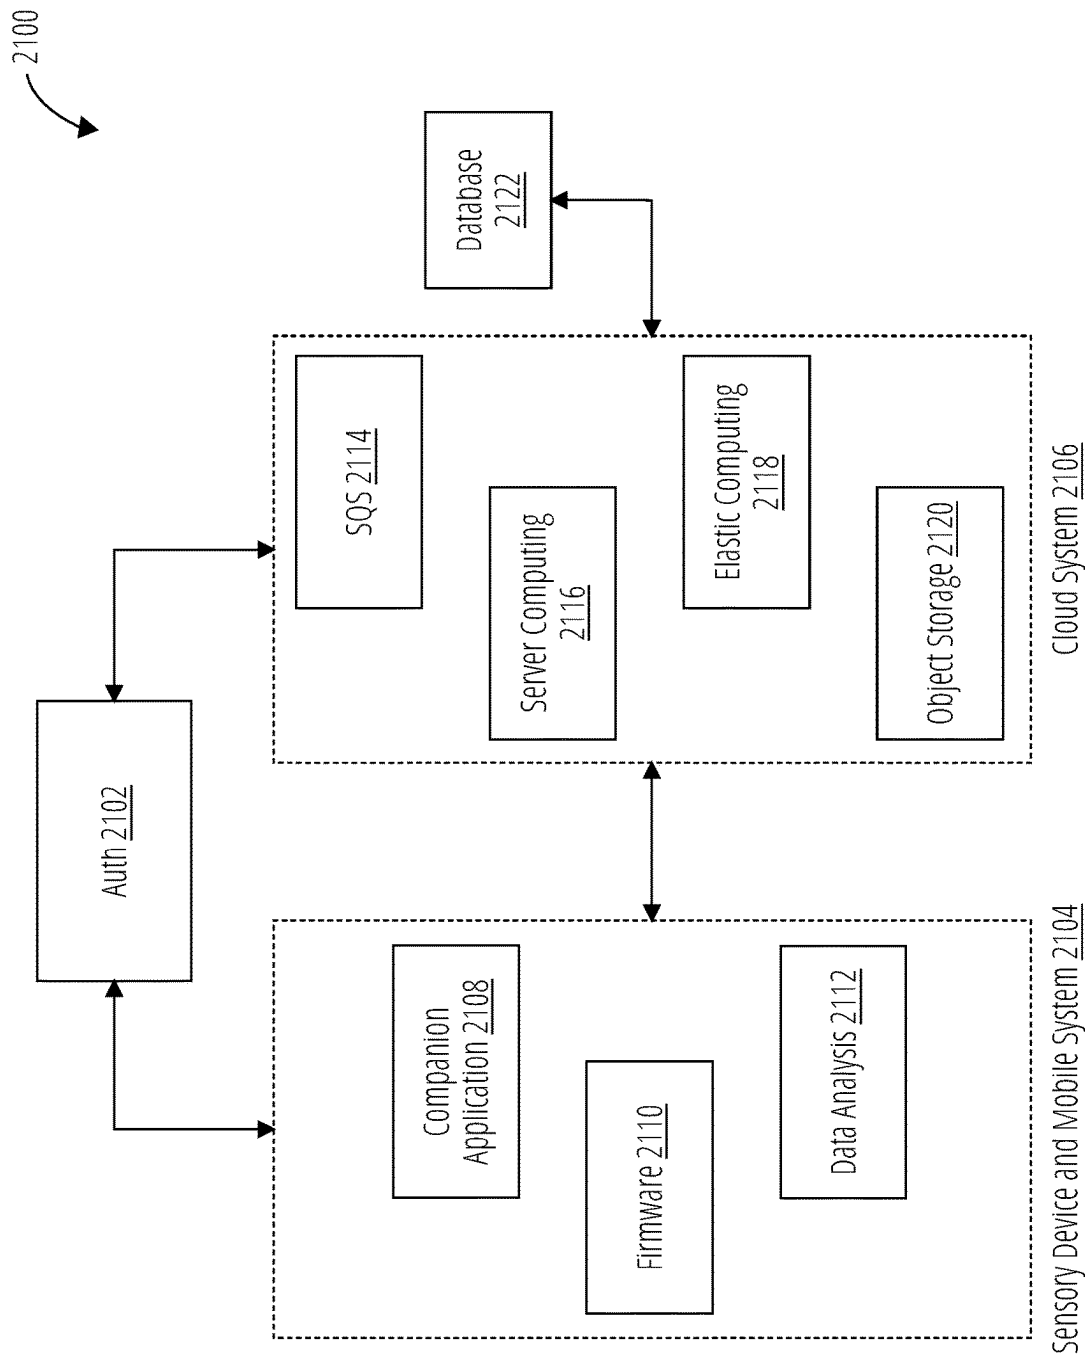 2100
Auth 2102
Companion
Application 2108
Firmware 2110
Data Analysis 2112
Sensory Device and Mobile System 2104
SQS 2114
Server Computing
2116
Elastic Computing
2118
Object Storage 2120
Cloud System 2106
Database
2122